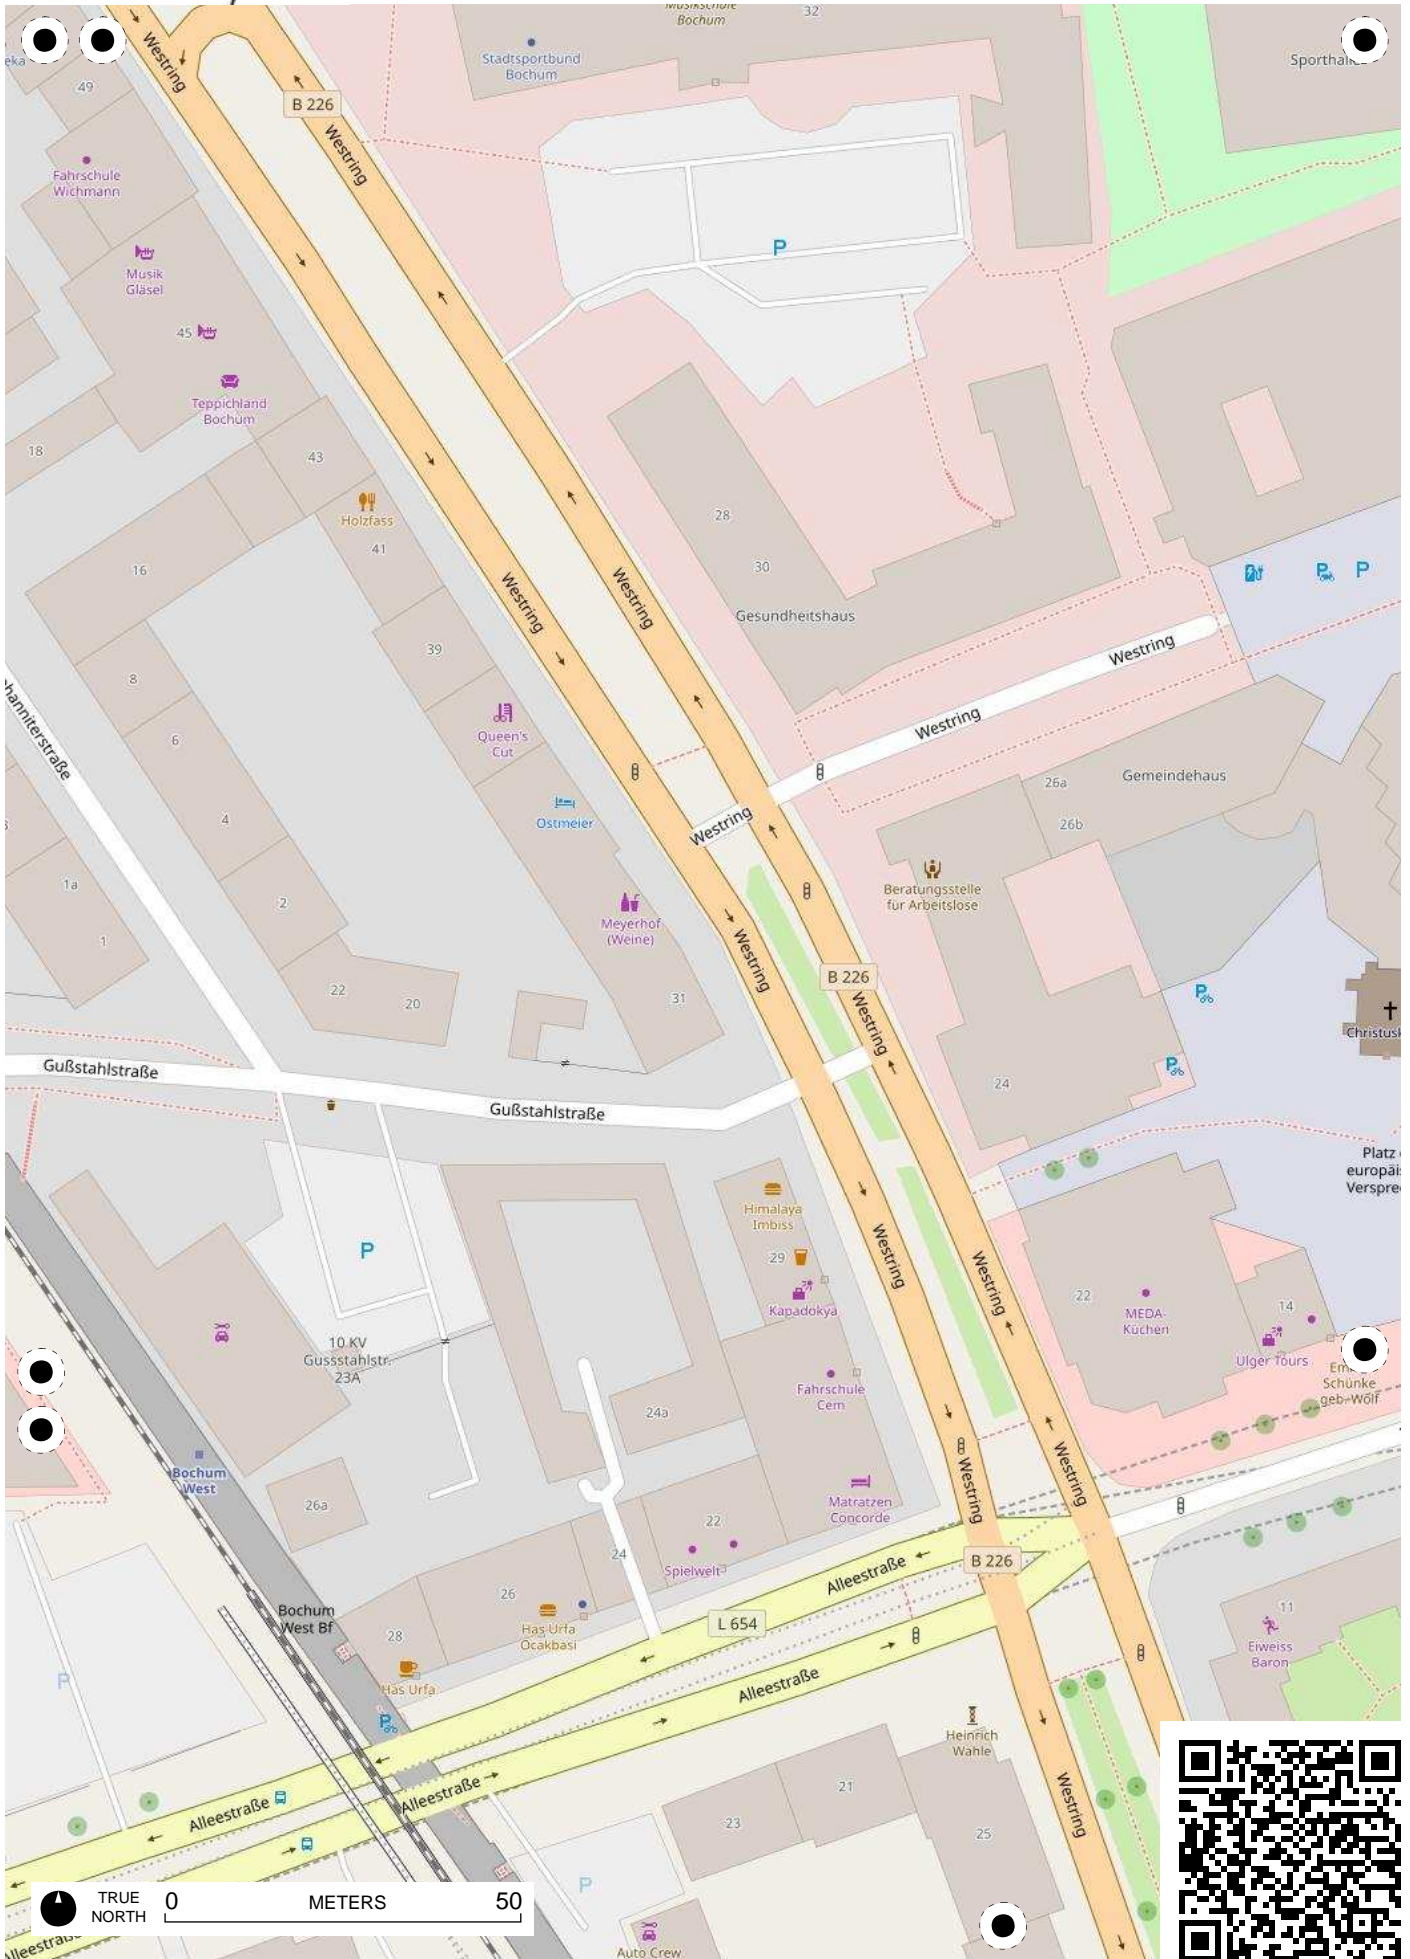 Musikschule
Bochum
32
Westring
Stadtsportbund
Bochum
49
B 226
Westring
Fahrschule
Wichmann
Musik
Gläsel
P
45
Teppichland
Bochum
18
43
Holzfass
41
28
16
30
P
P
Westring
Westring
Gesundheitshaus
39
Westring
8
Queen's
Cut
Westring
6
Gemeindehaus
26a
Ostmeier
4
Westring
26b
1a
Beratungsstelle
für Arbeitslose
2
Meyerhof
(Weine)
1
Westring
B 226
22
20
31
P
Westring
Gußstahlstraße
P
24
Gußstahlstraße
Himalaya
Imbiss
P
29
Westring
Kapadokya
Westring
22
14
MEDA-
Küchen
10 KV
Gussstahlstr.
23A
Ulger Tours
Fahrschule
Cem
Schünke
geb. Wolf
24a
Bochum
West
26a
Westring
Westring
Matratzen
Concorde
22
24
Spielwelt
Alleestraße
B 226
26
Bochum
West Bf
28
Has Urfa
Ocakbasi
L 654
11
Eiweiss
Baron
P
Has Urfa
Alleestraße
P
Heinrich
Wahle
21
Alleestraße
Alleestraße
Westring
23
25
P
TRUE
NORTH
0
METERS
50
Auto Crew